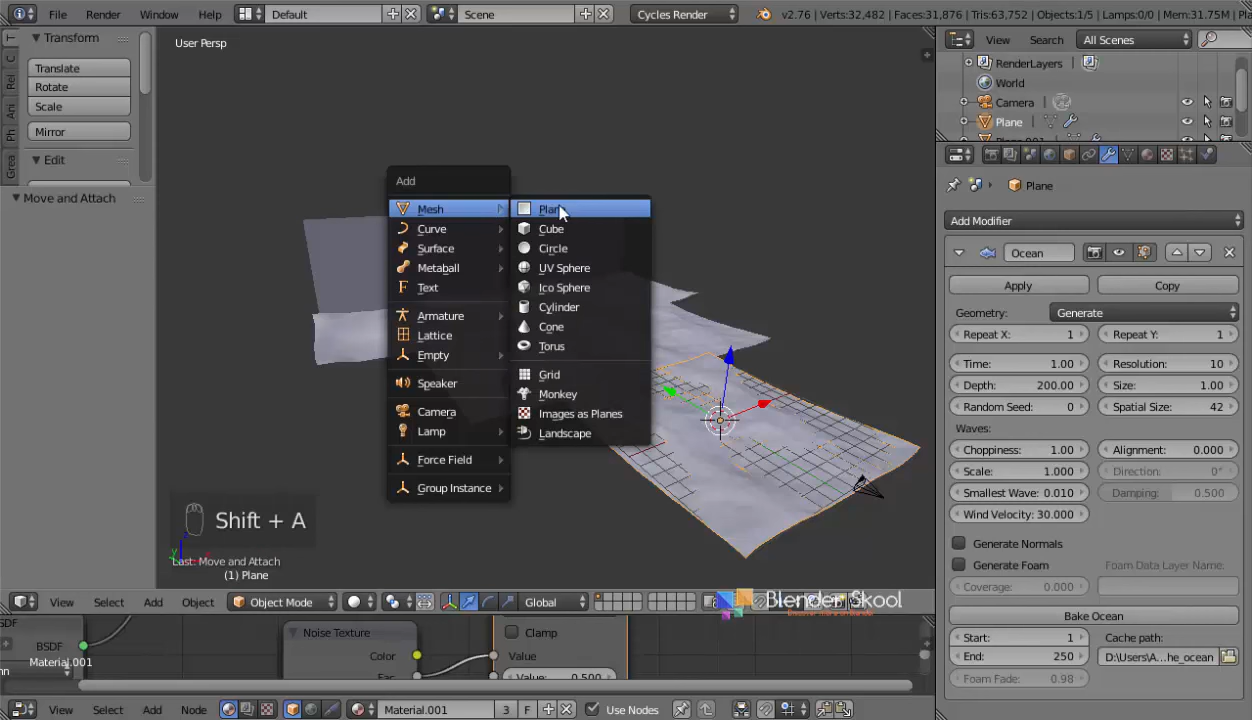 File Render Window Help Default Scene Cycles Render v2.76 | Verts:32,482 | Faces:31,876 | Tris:63,752 | Objects:1/5 | Lamps:0/0 | Mem:31.75M
Transform
Translate
Rotate
Scale
Mirror
Edit
Move and Attach
Rel
Ani
Ph
Grea
User Persp
Add
Mesh
Curve
Surface
Metaball
Text
Armature
Lattice
Empty
Speaker
Camera
Lamp
Force Field
Group Instance
Plan
Cube
Circle
UV Sphere
Ico Sphere
Cylinder
Cone
Torus
Grid
Monkey
Images as Planes
Landscape
Shift + A
Last: Move and Attach
(1) Plane
View Select Add Object Object Mode Global
Blender Skool
View Search All Scenes
RenderLayers
World
Camera
Plane
Plane
Add Modifier
Ocean
Apply Copy
Geometry: Generate
Repeat X: 1 Repeat Y: 1
Time: 1.00 Resolution: 10
Depth: 200.00 Size: 1.00
Random Seed: 0 Spatial Size: 42
Waves:
Choppiness: 1.00 Alignment: 0.000
Scale: 1.000 Direction: 0°
Smallest Wave: 0.010 Damping: 0.500
Wind Velocity: 30.000
Generate Normals
Generate Foam Foam Data Layer Name:
Coverage: 0.000
Bake Ocean
Start: 1 Cache path:
End: 250 D:\Users\A...he_ocean
Foam Fade: 0.98
SDF
BSDF
Material.001
Noise Texture
Color
Fac
Clamp
Value
Value: 0.500
View Select Add Node Material.001 3 F Use Nodes